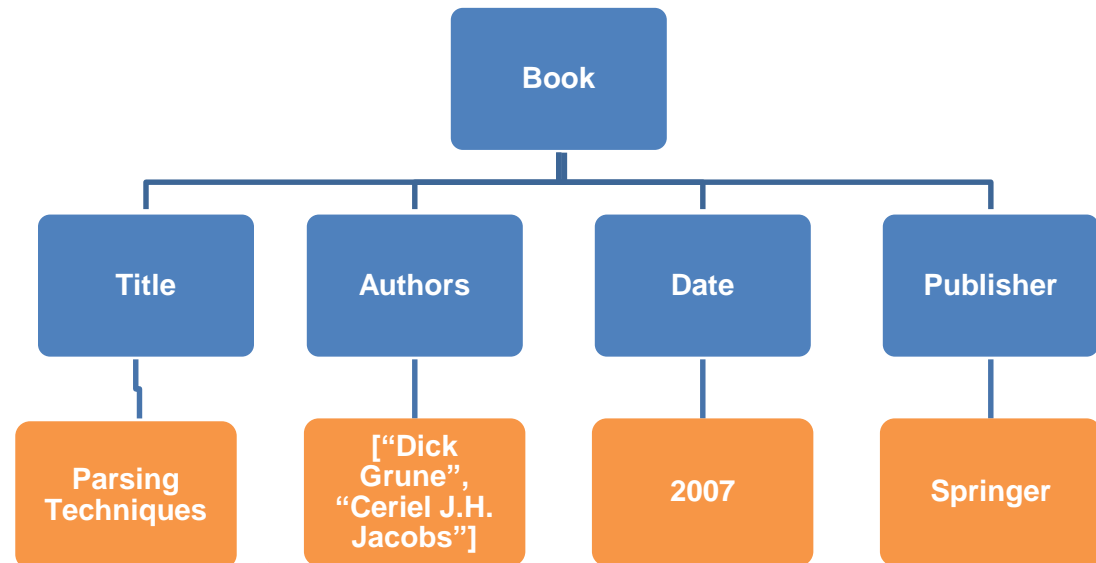 Book
Title
Authors
Date
Publisher
Parsing
Techniques
[“Dick
Grune”,
“Ceriel J.H.
Jacobs”]
2007
Springer